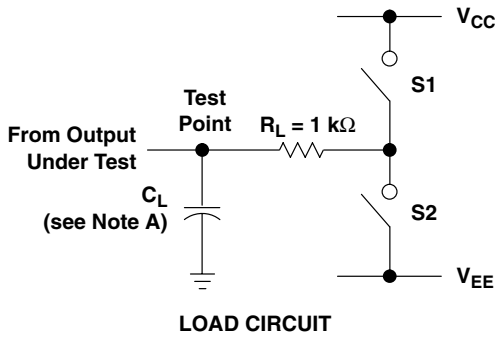 VCC
S1
Test
Point
RL = 1 kΩ
From Output
Under Test
CL
(see Note A)
S2
VEE
LOAD CIRCUIT